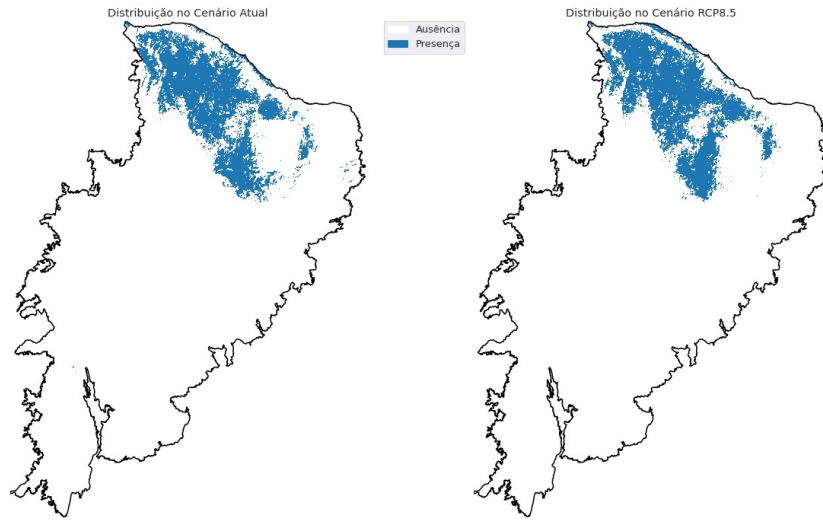 Distribuição no Cenário Atual
Ausência
Presença
Distribuição no Cenário RCP8.5